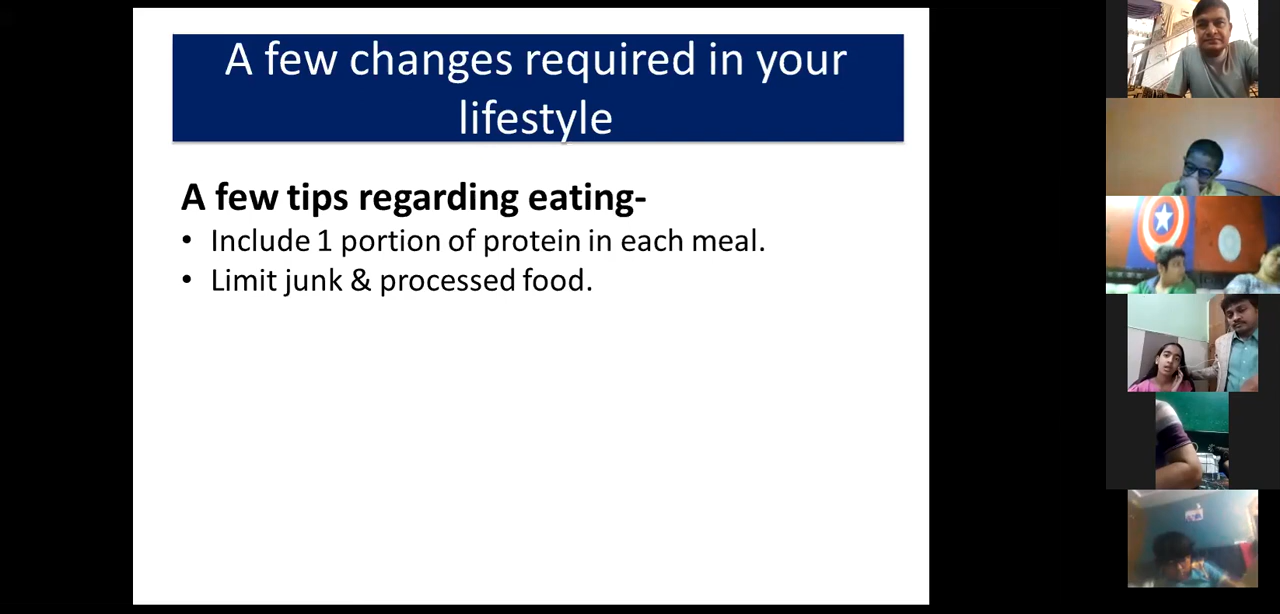 A few changes required in your
lifestyle
A few tips regarding eating-
• Include 1 portion of protein in each meal.
• Limit junk & processed food.